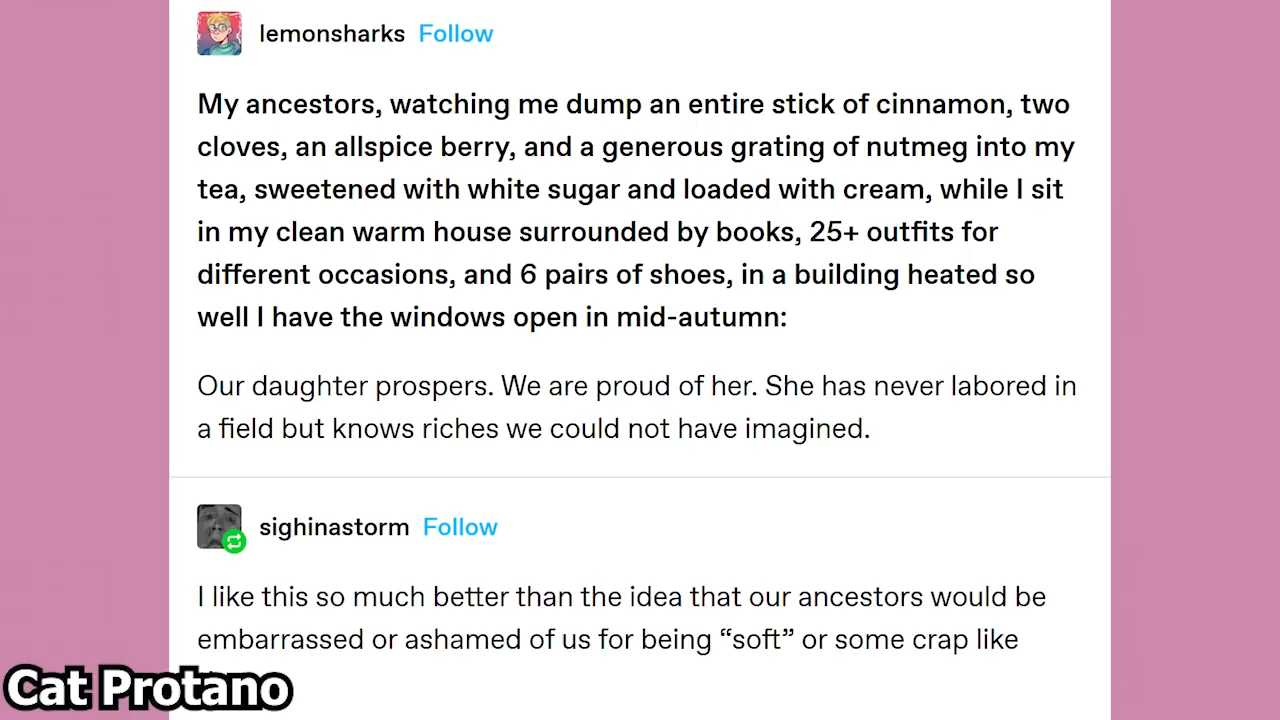 lemonsharks Follow
My ancestors, watching me dump an entire stick of cinnamon, two
cloves, an allspice berry, and a generous grating of nutmeg into my
tea, sweetened with white sugar and loaded with cream, while I sit
in my clean warm house surrounded by books, 25+ outfits for
different occasions, and 6 pairs of shoes, in a building heated so
well I have the windows open in mid-autumn:
Our daughter prospers. We are proud of her. She has never labored in
a field but knows riches we could not have imagined.
sighinastorm Follow
I like this so much better than the idea that our ancestors would be
embarrassed or ashamed of us for being “soft” or some crap like
Cat Protano